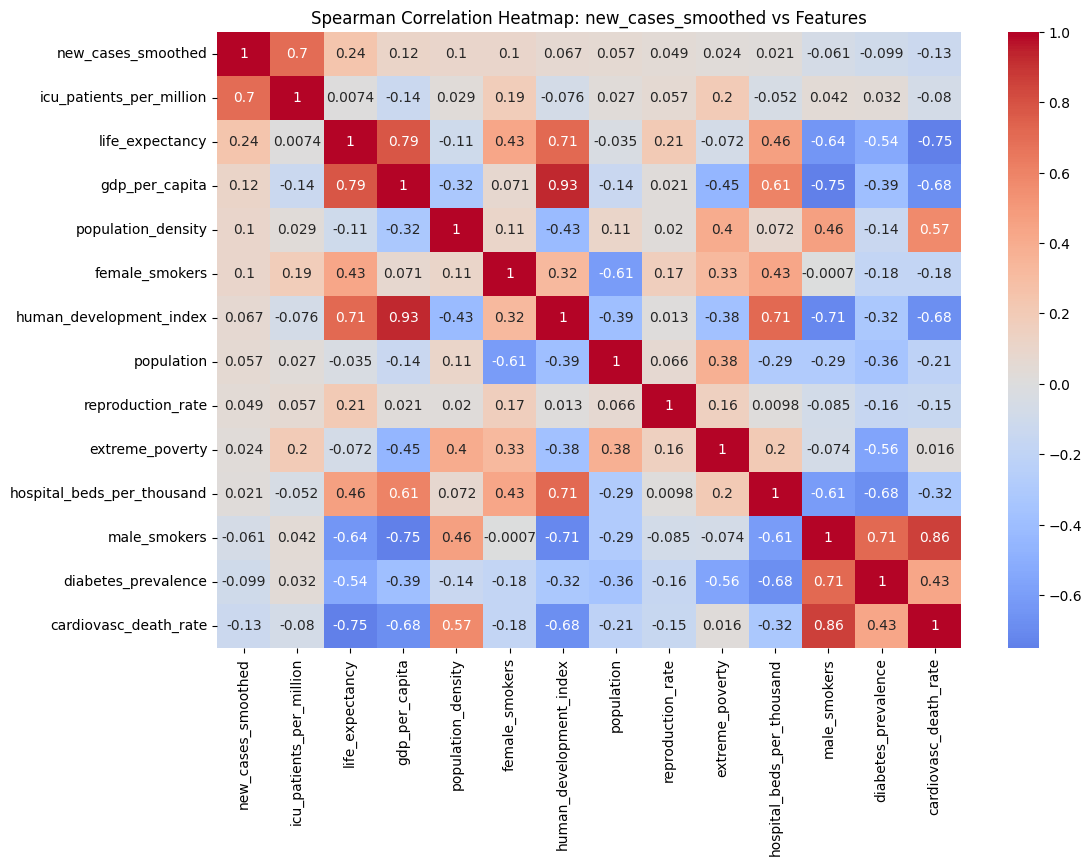 Spearman Correlation Heatmap: new_cases_smoothed vs Features
new_cases_smoothed 1 0.7 0.24 0.12 0.1 0.1 0.067 0.057 0.049 0.024 0.021 -0.061 -0.099 -0.13
icu_patients_per_million 0.7 1 0.0074 -0.14 0.029 0.19 -0.076 0.027 0.057 0.2 -0.052 0.042 0.032 -0.08
life_expectancy 0.24 0.0074 1 0.79 -0.11 0.43 0.71 -0.035 0.21 -0.072 0.46 -0.64 -0.54 -0.75
gdp_per_capita 0.12 -0.14 0.79 1 -0.32 0.071 0.93 -0.14 0.021 -0.45 0.61 -0.75 -0.39 -0.68
population_density 0.1 0.029 -0.11 -0.32 1 0.11 -0.43 0.11 0.02 0.4 0.072 0.46 -0.14 0.57
female_smokers 0.1 0.19 0.43 0.071 0.11 1 0.32 -0.61 0.17 0.33 0.43 -0.0007 -0.18 -0.18
human_development_index 0.067 -0.076 0.71 0.93 -0.43 0.32 1 -0.39 0.013 -0.38 0.71 -0.71 -0.32 -0.68
population 0.057 0.027 -0.035 -0.14 0.11 -0.61 -0.39 1 0.066 0.38 -0.29 -0.29 -0.36 -0.21
reproduction_rate 0.049 0.057 0.21 0.021 0.02 0.17 0.013 0.066 1 0.16 0.0098 -0.085 -0.16 -0.15
extreme_poverty 0.024 0.2 -0.072 -0.45 0.4 0.33 -0.38 0.38 0.16 1 0.2 -0.074 -0.56 0.016
hospital_beds_per_thousand 0.021 -0.052 0.46 0.61 0.072 0.43 0.71 -0.29 0.0098 0.2 1 -0.61 -0.68 -0.32
male_smokers -0.061 0.042 -0.64 -0.75 0.46 -0.0007 -0.71 -0.29 -0.085 -0.074 -0.61 1 0.71 0.86
diabetes_prevalence -0.099 0.032 -0.54 -0.39 -0.14 -0.18 -0.32 -0.36 -0.16 -0.56 -0.68 0.71 1 0.43
cardiovasc_death_rate -0.13 -0.08 -0.75 -0.68 0.57 -0.18 -0.68 -0.21 -0.15 0.016 -0.32 0.86 0.43 1
new_cases_smoothed
icu_patients_per_million
life_expectancy
gdp_per_capita
population_density
female_smokers
human_development_index
population
reproduction_rate
extreme_poverty
hospital_beds_per_thousand
male_smokers
diabetes_prevalence
cardiovasc_death_rate
1.0
0.8
0.6
0.4
0.2
0.0
−0.2
−0.4
−0.6